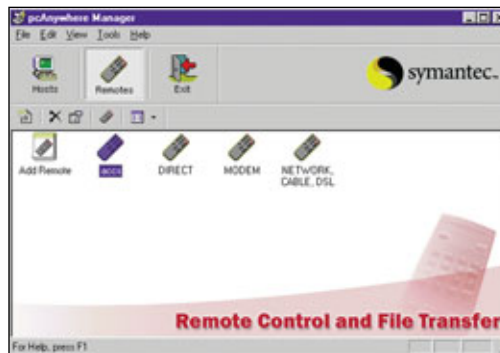 pcAnywhere Manager
File Edit View Tools Help
Hosts Remotes Exit
symantec.
Add Remote DIRECT MODEM NETWORK,
CABLE, DSL
Remote Control and File Transfer
For Help, press F1